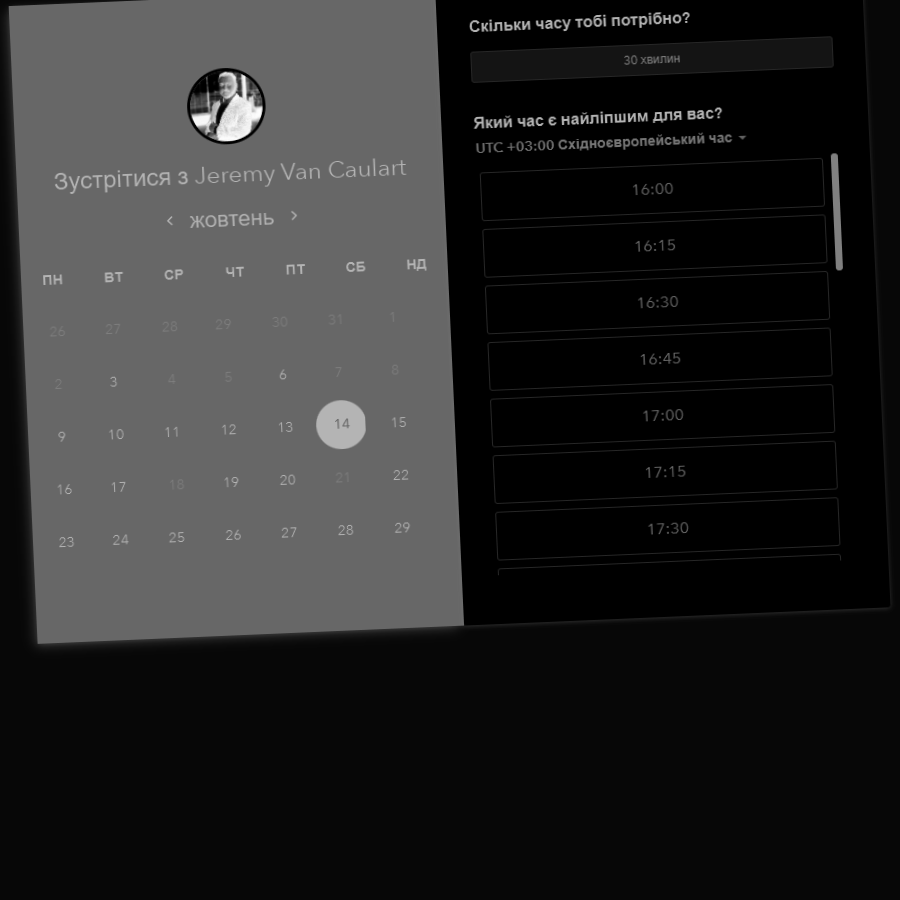 Зустрітися з Jeremy Van Caulart
жовтень
ПН ВТ СР ЧТ ПТ СБ НД
26 27 28 29 30 31 1
2 3 4 5 6 7 8
9 10 11 12 13 14 15
16 17 18 19 20 21 22
23 24 25 26 27 28 29
Скільки часу тобі потрібно?
30 хвилин
Який час є найліпшим для вас?
UTC +03:00 Східноєвропейський час
16:00
16:15
16:30
16:45
17:00
17:15
17:30